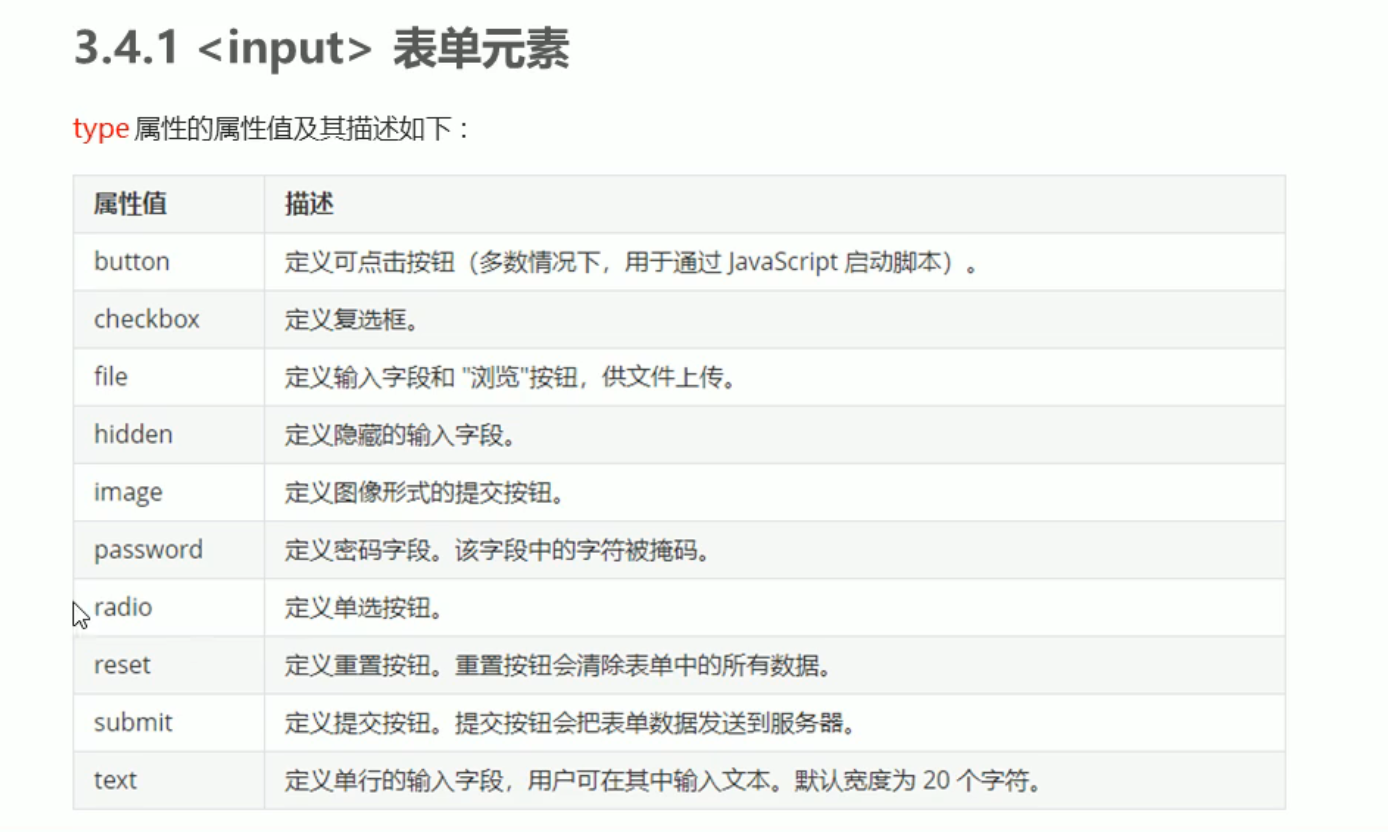 3.4.1 <input> 表单元素
type 属性的属性值及其描述如下：
属性值 描述
button 定义可点击按钮（多数情况下，用于通过 JavaScript 启动脚本）。
checkbox 定义复选框。
file 定义输入字段和 "浏览"按钮，供文件上传。
hidden 定义隐藏的输入字段。
image 定义图像形式的提交按钮。
password 定义密码字段。该字段中的字符被掩码。
radio 定义单选按钮。
reset 定义重置按钮。重置按钮会清除表单中的所有数据。
submit 定义提交按钮。提交按钮会把表单数据发送到服务器。
text 定义单行的输入字段，用户可在其中输入文本。默认宽度为 20 个字符。